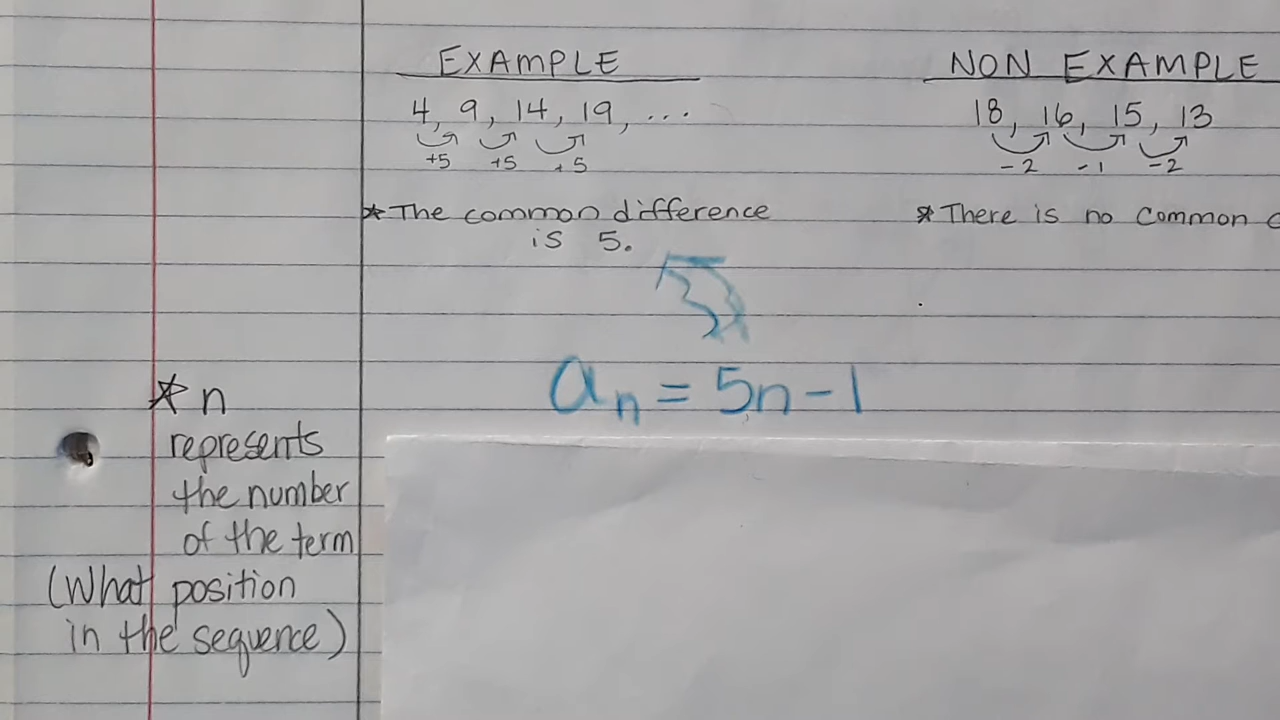 EXAMPLE
4, 9, 14, 19, ...
+5 +5 +5
*The common difference
is 5.
NON EXAMPLE
18, 16, 15, 13
-2 -1 -2
*There is no common
aₙ = 5n - 1
*n
represents
the number
of the term
(What position
in the sequence)